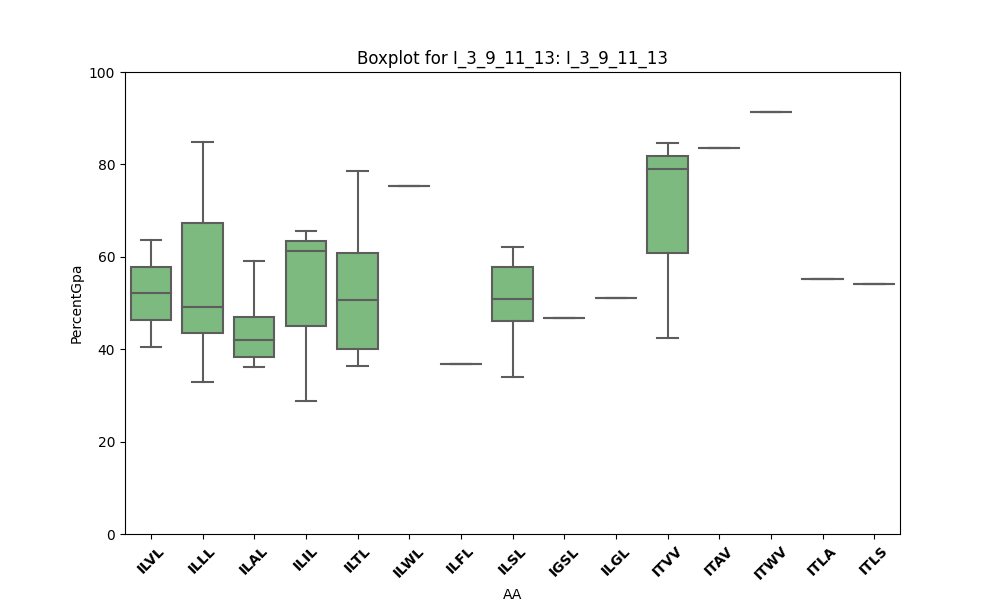 Boxplot for I_3_9_11_13: I_3_9_11_13
100
80
60
40
20
0
PercentGpa
ILVL
ILLL
ILAL
ILIL
ILTL
ILWL
ILFL
ILSL
IGSL
ILGL
ITVV
ITAV
ITWV
ITLA
ITLS
AA